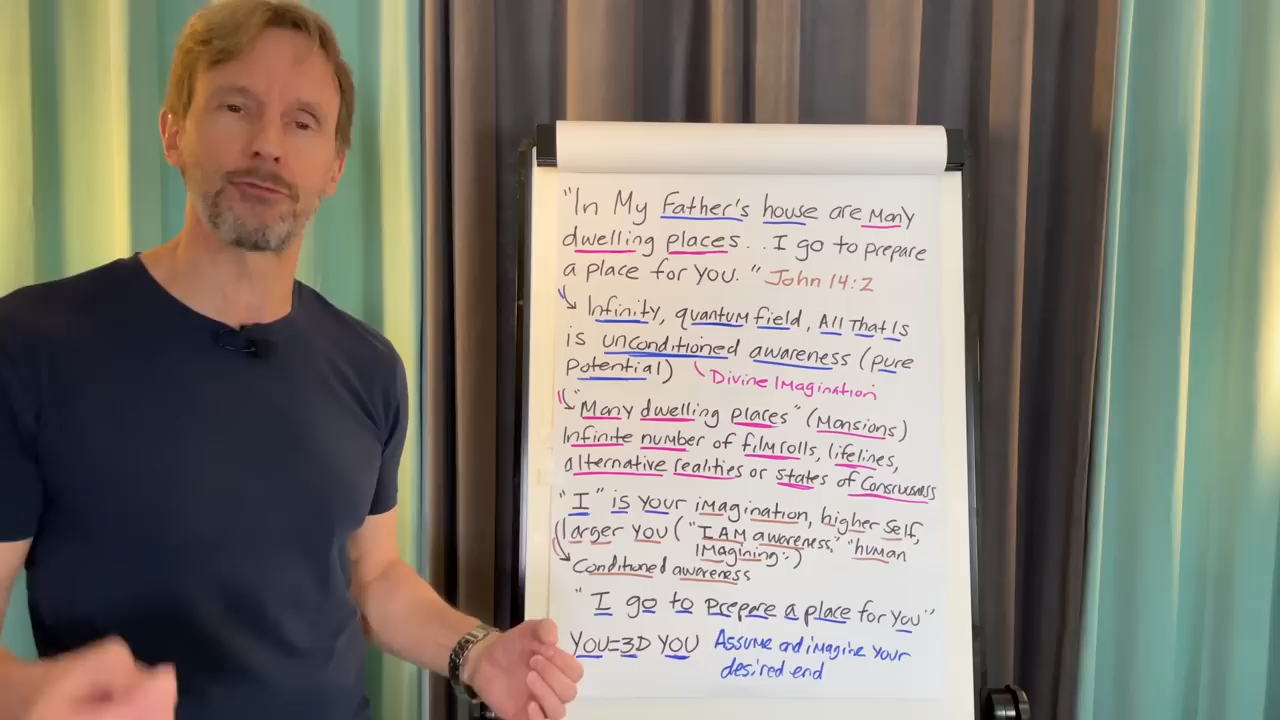 "In My Father's house are many
dwelling places. . I go to prepare
a place for you." John 14:2
Infinity, quantum field, All That Is
is unconditioned awareness (pure
potential) Divine Imagination
"Many dwelling places" (Mansions)
Infinite number of film rolls, lifelines,
alternative realities or states of Consciousness
"I" is your imagination, higher self,
larger you ("I AM awareness," "human
Imagining")
Conditioned awareness
"I go to prepare a place for you"
YOU=3D YOU Assume and imagine your
desired end